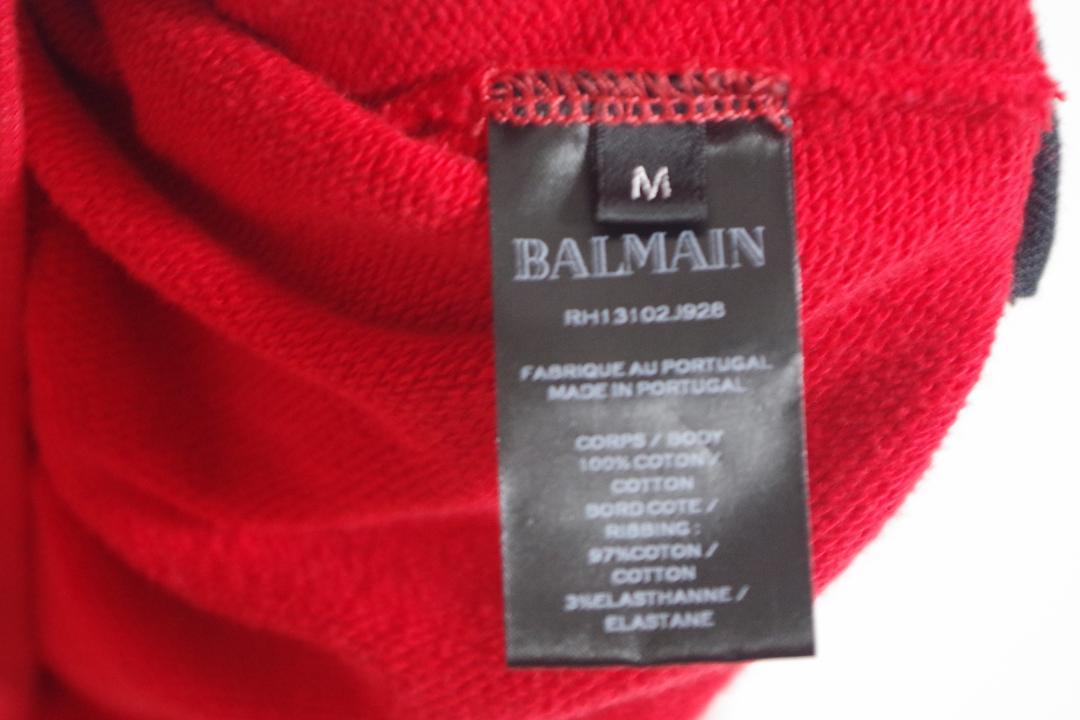 M
BALMAIN
RH13102J928
FABRIQUE AU PORTUGAL
MADE IN PORTUGAL
CORPS / BODY
100% COTON /
COTTON
BORD COTE /
RIBBING :
97%COTON /
COTTON
3%ELASTHANNE /
ELASTANE